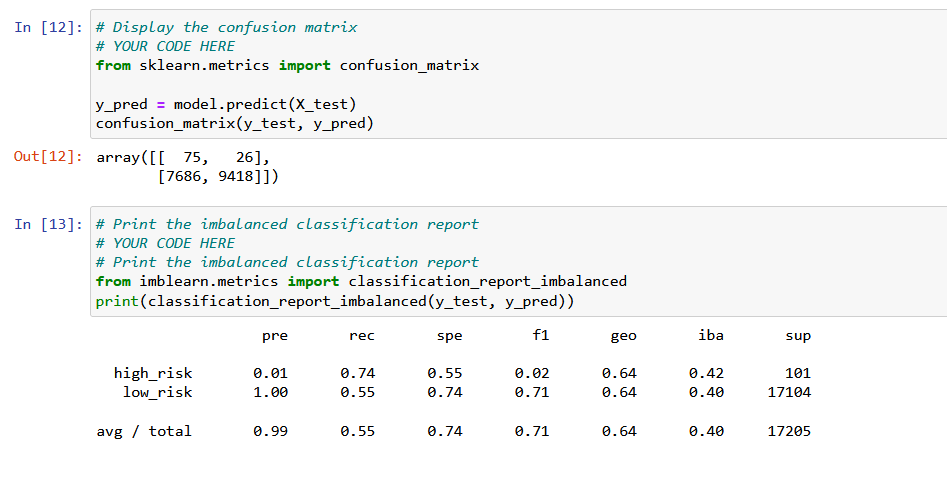 In [12]: # Display the confusion matrix
# YOUR CODE HERE
from sklearn.metrics import confusion_matrix
y_pred = model.predict(X_test)
confusion_matrix(y_test, y_pred)
Out[12]: array([[  75,   26],
[7686, 9418]])
In [13]: # Print the imbalanced classification report
# YOUR CODE HERE
# Print the imbalanced classification report
from imblearn.metrics import classification_report_imbalanced
print(classification_report_imbalanced(y_test, y_pred))
pre rec spe f1 geo iba sup
high_risk 0.01 0.74 0.55 0.02 0.64 0.42 101
low_risk 1.00 0.55 0.74 0.71 0.64 0.40 17104
avg / total 0.99 0.55 0.74 0.71 0.64 0.40 17205